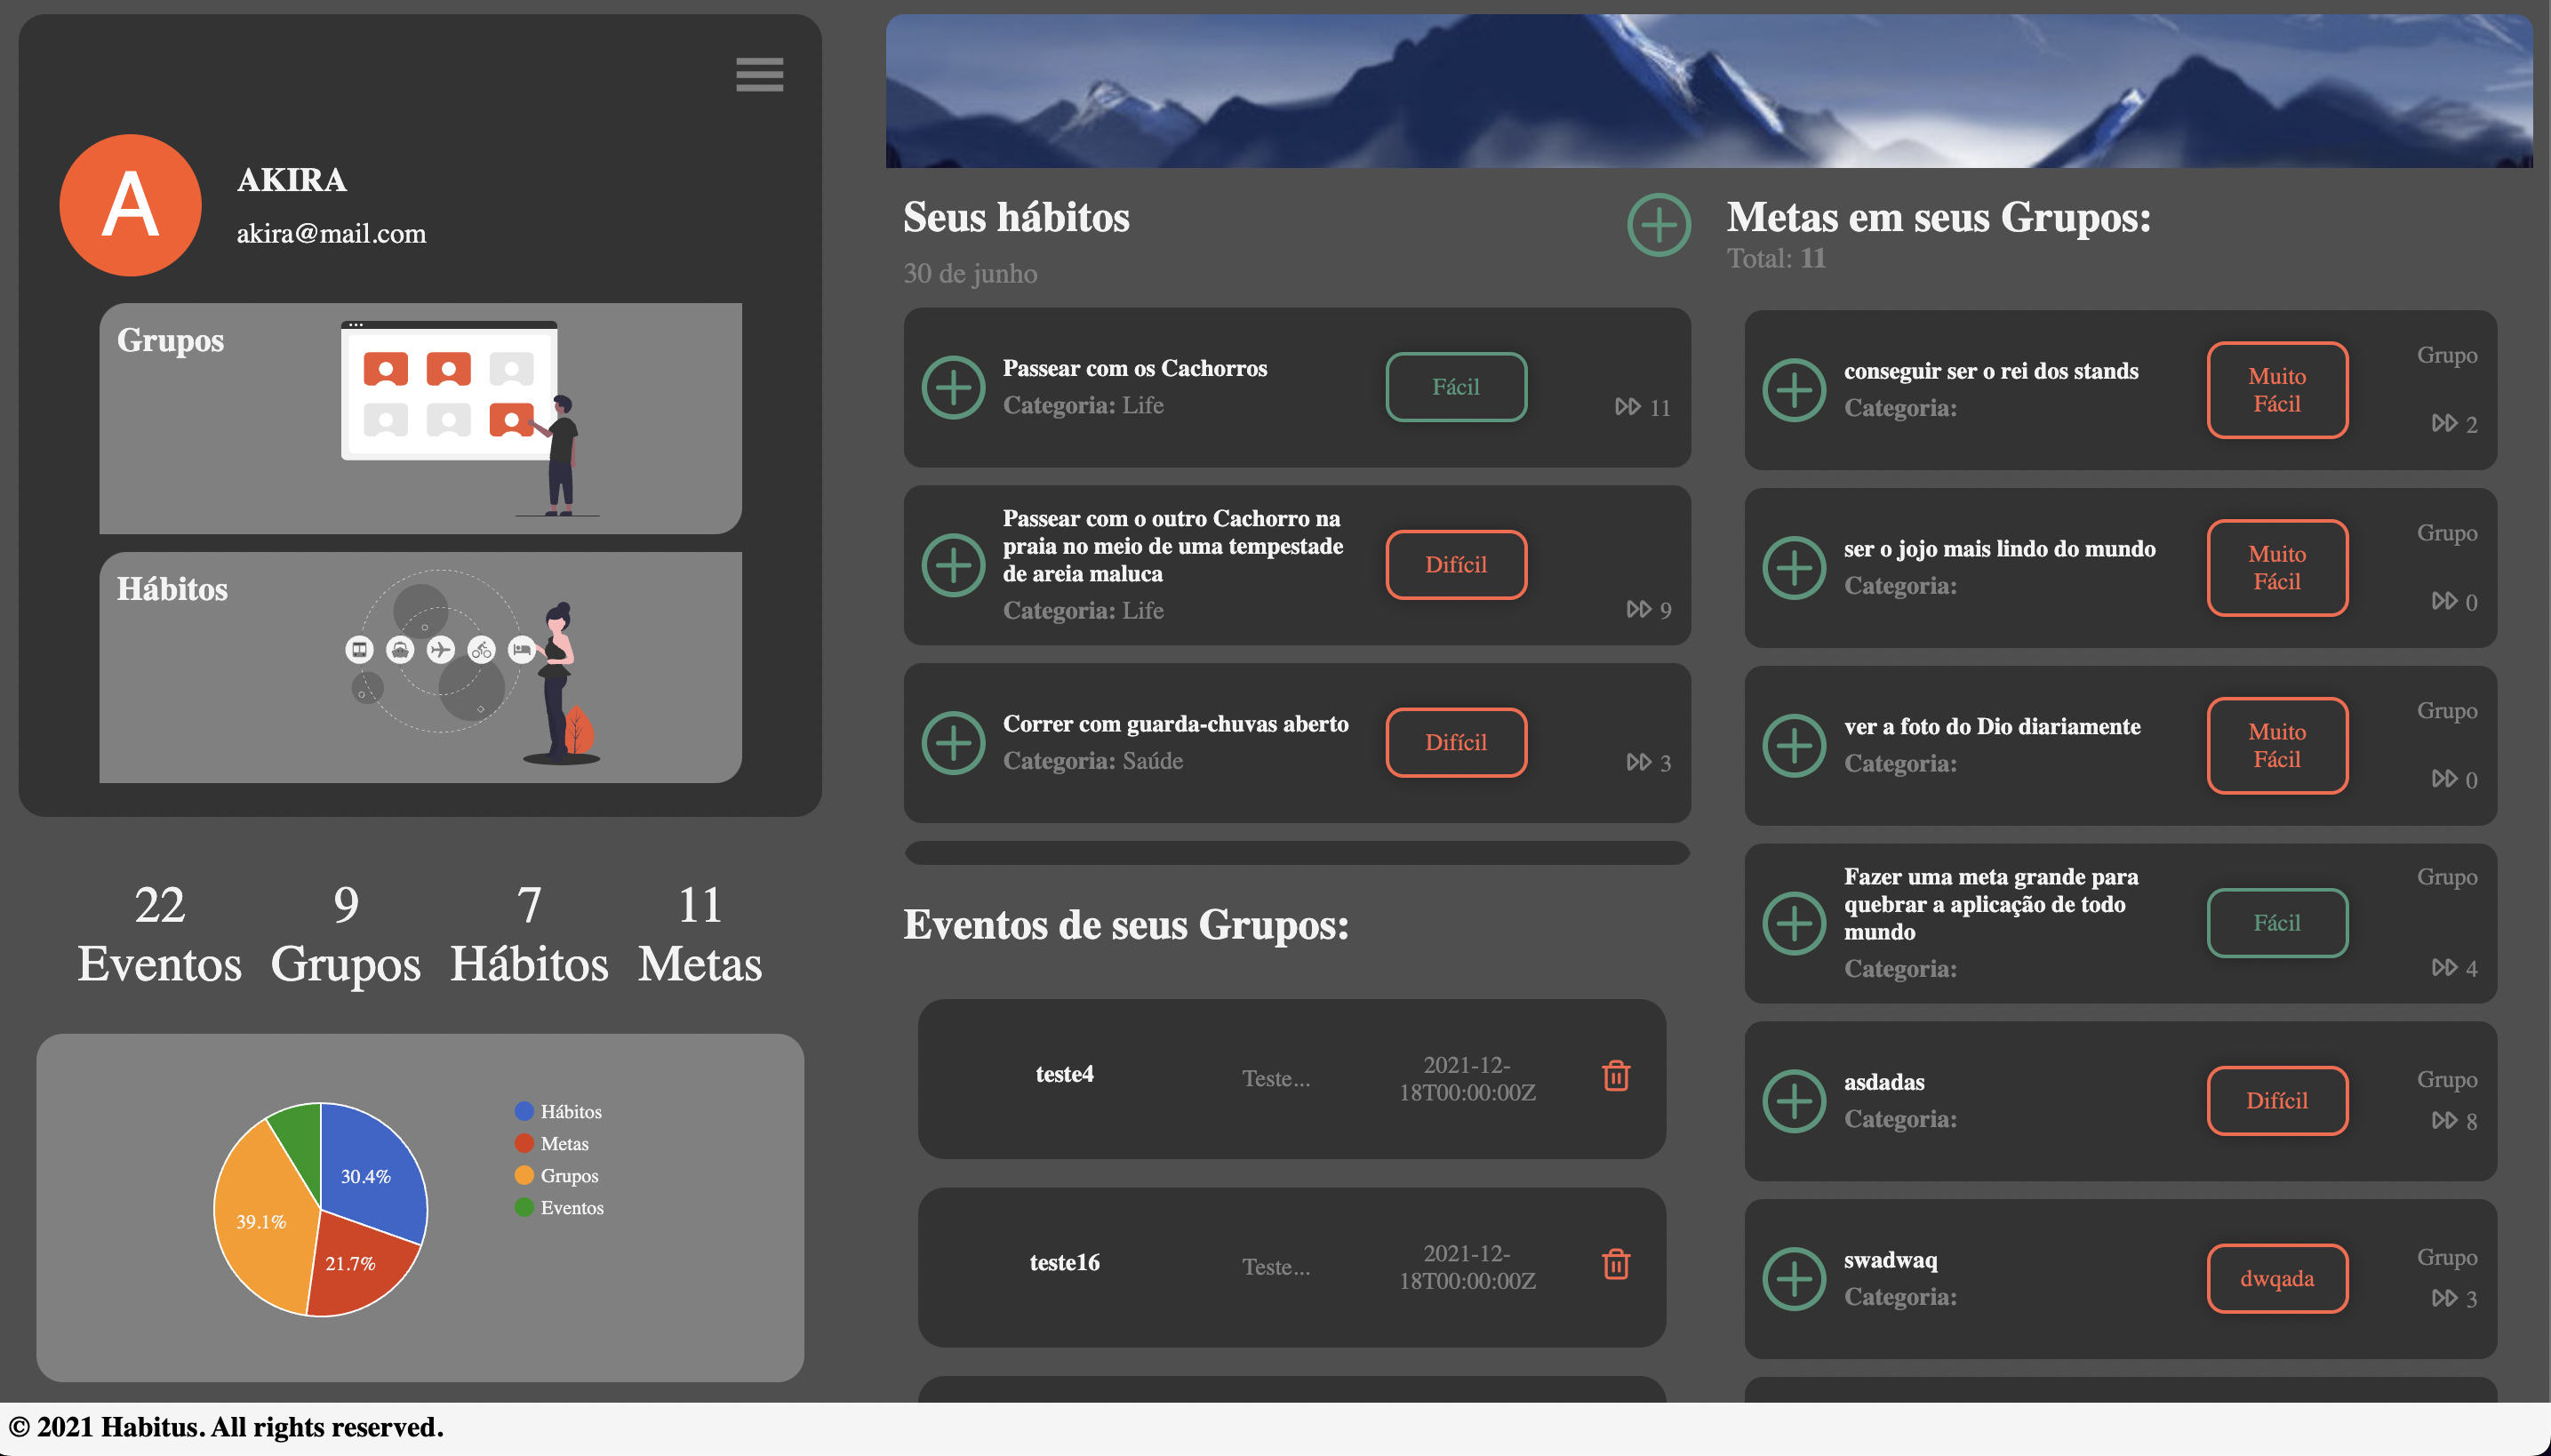 A
AKIRA
akira@mail.com
Grupos
Hábitos
22
Eventos
9
Grupos
7
Hábitos
11
Metas
Hábitos
Metas
Grupos
Eventos
30.4%
39.1%
21.7%
Seus hábitos
30 de junho
Passear com os Cachorros
Categoria: Life
Fácil
11
Passear com o outro Cachorro na
praia no meio de uma tempestade
de areia maluca
Categoria: Life
Difícil
9
Correr com guarda-chuvas aberto
Categoria: Saúde
Difícil
3
Eventos de seus Grupos:
teste4
Teste...
2021-12-
18T00:00:00Z
teste16
Teste...
2021-12-
18T00:00:00Z
Metas em seus Grupos:
Total: 11
conseguir ser o rei dos stands
Categoria:
Muito
Fácil
Grupo
2
ser o jojo mais lindo do mundo
Categoria:
Muito
Fácil
Grupo
0
ver a foto do Dio diariamente
Categoria:
Muito
Fácil
Grupo
0
Fazer uma meta grande para
quebrar a aplicação de todo
mundo
Categoria:
Fácil
Grupo
4
asdadas
Categoria:
Difícil
Grupo
8
swadwaq
Categoria:
dwqada
Grupo
3
© 2021 Habitus. All rights reserved.